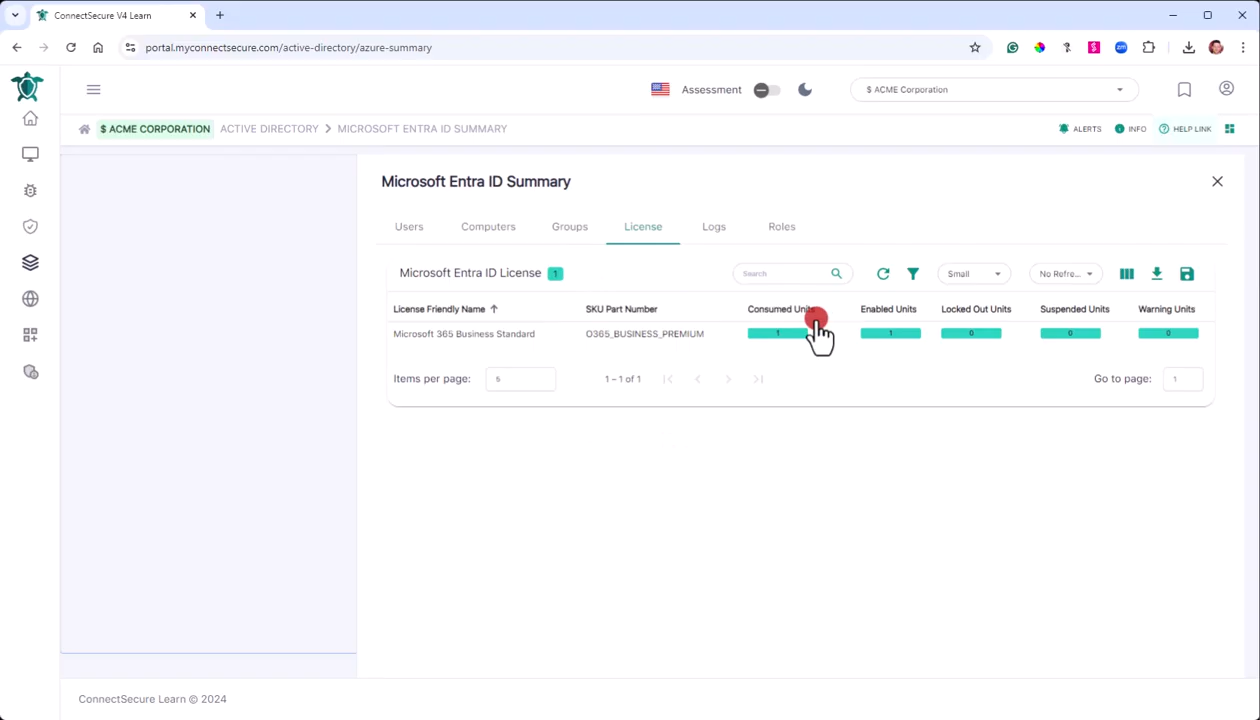 ConnectSecure V4 Learn
portal.myconnectsecure.com/active-directory/azure-summary
Assessment
$ ACME Corporation
$ ACME CORPORATION ACTIVE DIRECTORY MICROSOFT ENTRA ID SUMMARY
ALERTS INFO HELP LINK
Microsoft Entra ID Summary
Users Computers Groups License Logs Roles
Microsoft Entra ID License 1
Search Small No Refre...
License Friendly Name SKU Part Number Consumed Units Enabled Units Locked Out Units Suspended Units Warning Units
Microsoft 365 Business Standard O365_BUSINESS_PREMIUM 1 1 0 0 0
Items per page: 5 1 – 1 of 1 Go to page: 1
ConnectSecure Learn © 2024